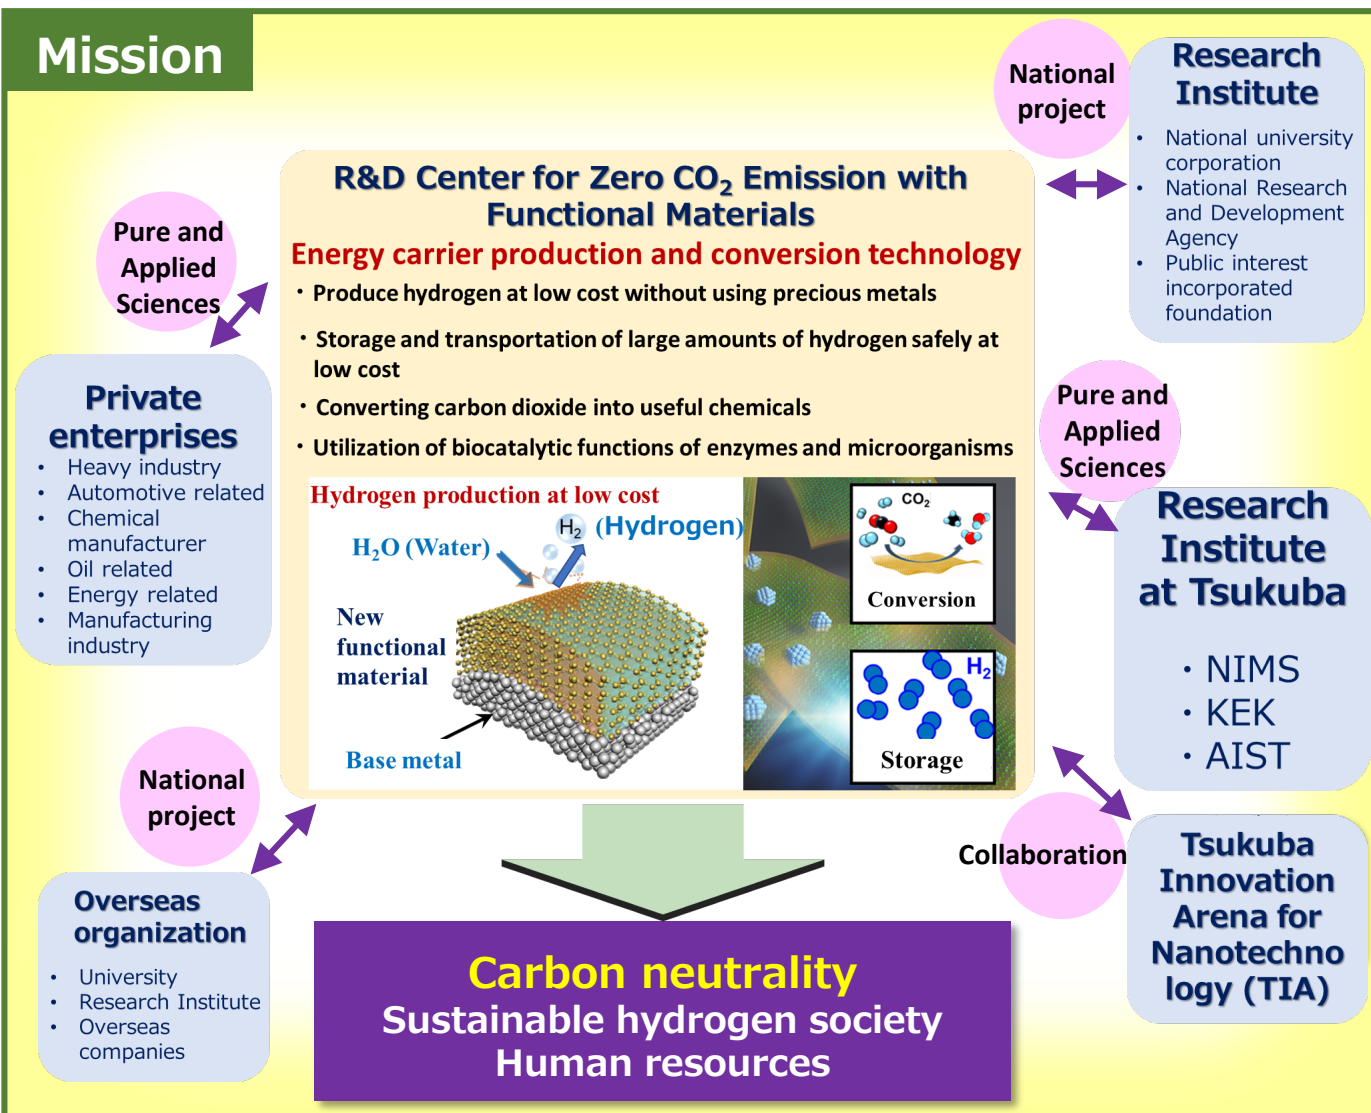 Mission
National
project
Research
Institute
• National university
corporation
• National Research
and Development
Agency
• Public interest
incorporated
foundation
R&D Center for Zero CO₂ Emission with
Functional Materials
Energy carrier production and conversion technology
・Produce hydrogen at low cost without using precious metals
・Storage and transportation of large amounts of hydrogen safely at
low cost
・Converting carbon dioxide into useful chemicals
・Utilization of biocatalytic functions of enzymes and microorganisms
Hydrogen production at low cost
H₂ (Hydrogen)
H₂O (Water)
New
functional
material
Base metal
CO₂
Conversion
H₂
Storage
Pure and
Applied
Sciences
Private
enterprises
• Heavy industry
• Automotive related
• Chemical
manufacturer
• Oil related
• Energy related
• Manufacturing
industry
Pure and
Applied
Sciences
Research
Institute
at Tsukuba
・NIMS
・KEK
・AIST
National
project
Overseas
organization
• University
• Research Institute
• Overseas
companies
Collaboration
Tsukuba
Innovation
Arena for
Nanotechno
logy (TIA)
Carbon neutrality
Sustainable hydrogen society
Human resources